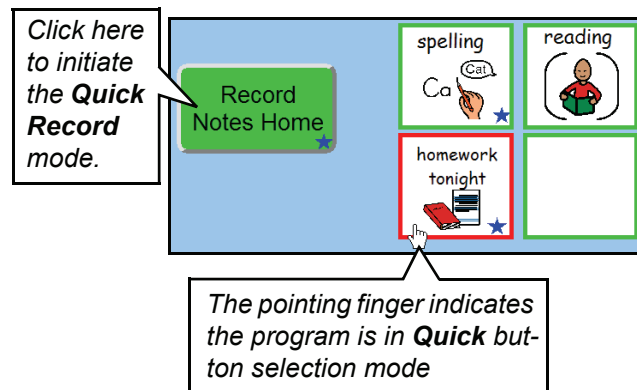 Click here
to initiate
the Quick
Record
mode.
Record
Notes Home
spelling
Cat
Ca
reading
homework
tonight
The pointing finger indicates
the program is in Quick but-
ton selection mode